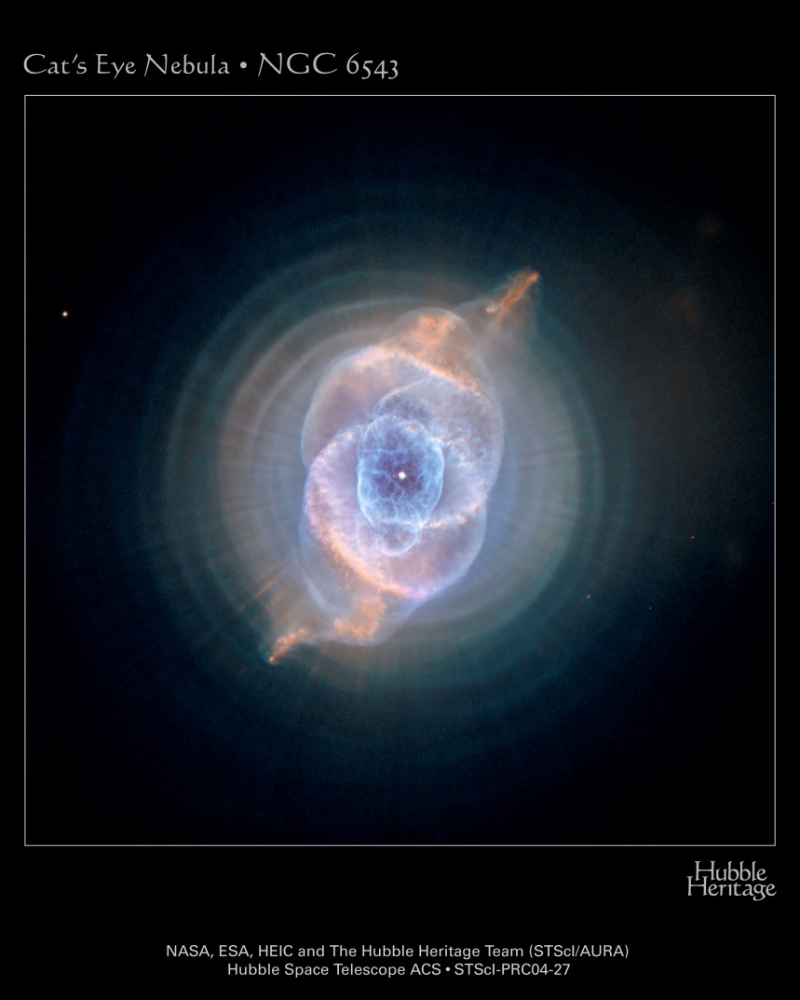 Cat's Eye Nebula • NGC 6543
Hubble
Heritage
NASA, ESA, HEIC and The Hubble Heritage Team (STScI/AURA)
Hubble Space Telescope ACS • STScI-PRC04-27